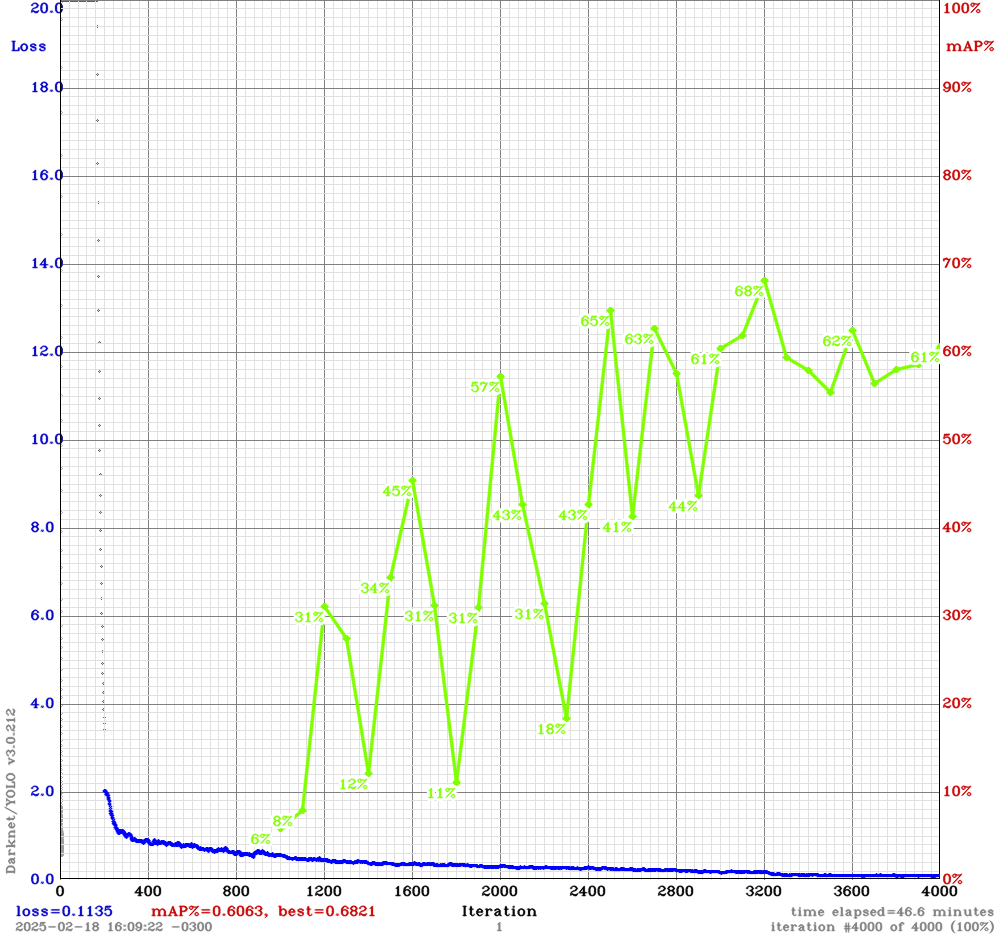 20.0 100%
Loss mAP%
18.0 90%
16.0 80%
14.0 70%
68%
65%
63% 62%
12.0 61% 61% 60%
57%
10.0 50%
45%
43% 43% 44%
8.0 41% 40%
34%
31% 31% 31% 31%
6.0 30%
4.0 20%
18%
12% 11%
2.0 10%
8%
6%
0.0 0%
0 400 800 1200 1600 2000 2400 2800 3200 3600 4000
loss=0.1135 mAP%=0.6063, best=0.6821 Iteration time elapsed=46.6 minutes
2025-02-18 16:09:22 -0300 1 iteration #4000 of 4000 (100%)
Darknet/YOLO v3.0.212